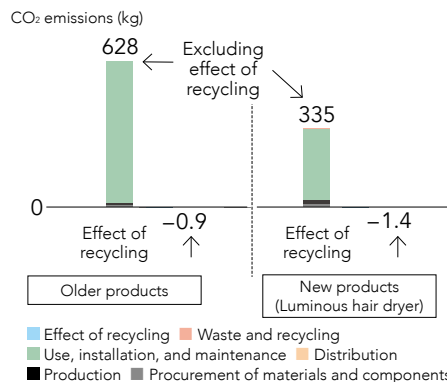 CO₂ emissions (kg)
628
Excluding
effect of
recycling
335
0
Effect of
recycling
−0.9
Effect of
recycling
−1.4
Older products
New products
(Luminous hair dryer)
Effect of recycling Waste and recycling
Use, installation, and maintenance Distribution
Production Procurement of materials and components